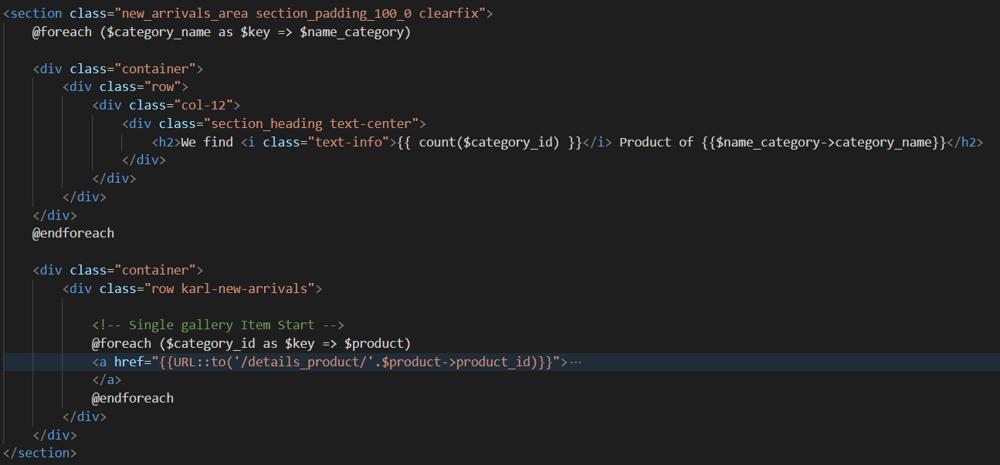 <section class="new_arrivals_area section_padding_100_0 clearfix">
@foreach ($category_name as $key => $name_category)
<div class="container">
<div class="row">
<div class="col-12">
<div class="section_heading text-center">
<h2>We find <i class="text-info">{{ count($category_id) }}</i> Product of {{$name_category->category_name}}</h2>
</div>
</div>
</div>
</div>
@endforeach
<div class="container">
<div class="row karl-new-arrivals">
<!-- Single gallery Item Start -->
@foreach ($category_id as $key => $product)
<a href="{{URL::to('/details_product/'.$product->product_id)}}">···
</a>
@endforeach
</div>
</div>
</section>